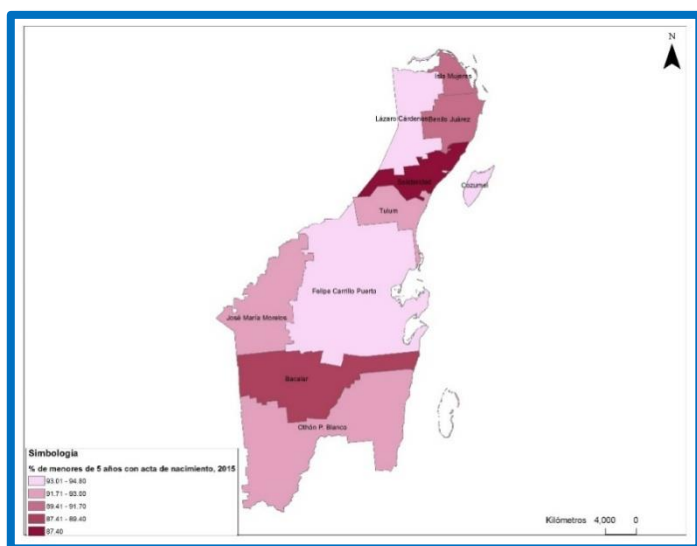 N
Isla Mujeres
Lázaro Cárdenas
Benito Juárez
Solidaridad
Cozumel
Tulum
Felipe Carrillo Puerto
José María Morelos
Bacalar
Othón P. Blanco
Simbología
% de menores de 5 años con acta de nacimiento, 2015
93.01 - 94.80
91.71 - 93.00
89.41 - 91.70
87.41 - 89.40
87.40
Kilómetros 4,000 0